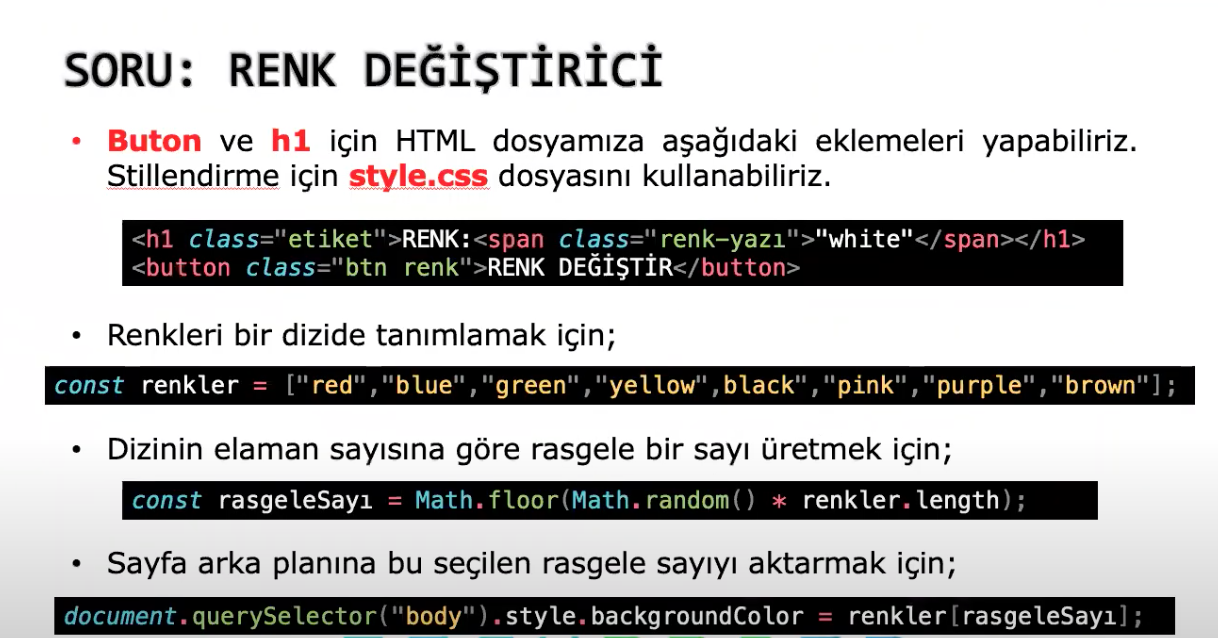 SORU: RENK DEĞİŞTİRİCİ
• Buton ve h1 için HTML dosyamıza aşağıdaki eklemeleri yapabiliriz.
Stillendirme için style.css dosyasını kullanabiliriz.
<h1 class="etiket">RENK:<span class="renk-yazı">"white"</span></h1>
<button class="btn renk">RENK DEĞİŞTİR</button>
• Renkleri bir dizide tanımlamak için;
const renkler = ["red","blue","green","yellow",black","pink","purple","brown"];
• Dizinin elaman sayısına göre rasgele bir sayı üretmek için;
const rasgeleSayı = Math.floor(Math.random() * renkler.length);
• Sayfa arka planına bu seçilen rasgele sayıyı aktarmak için;
document.querySelector("body").style.backgroundColor = renkler[rasgeleSayı];